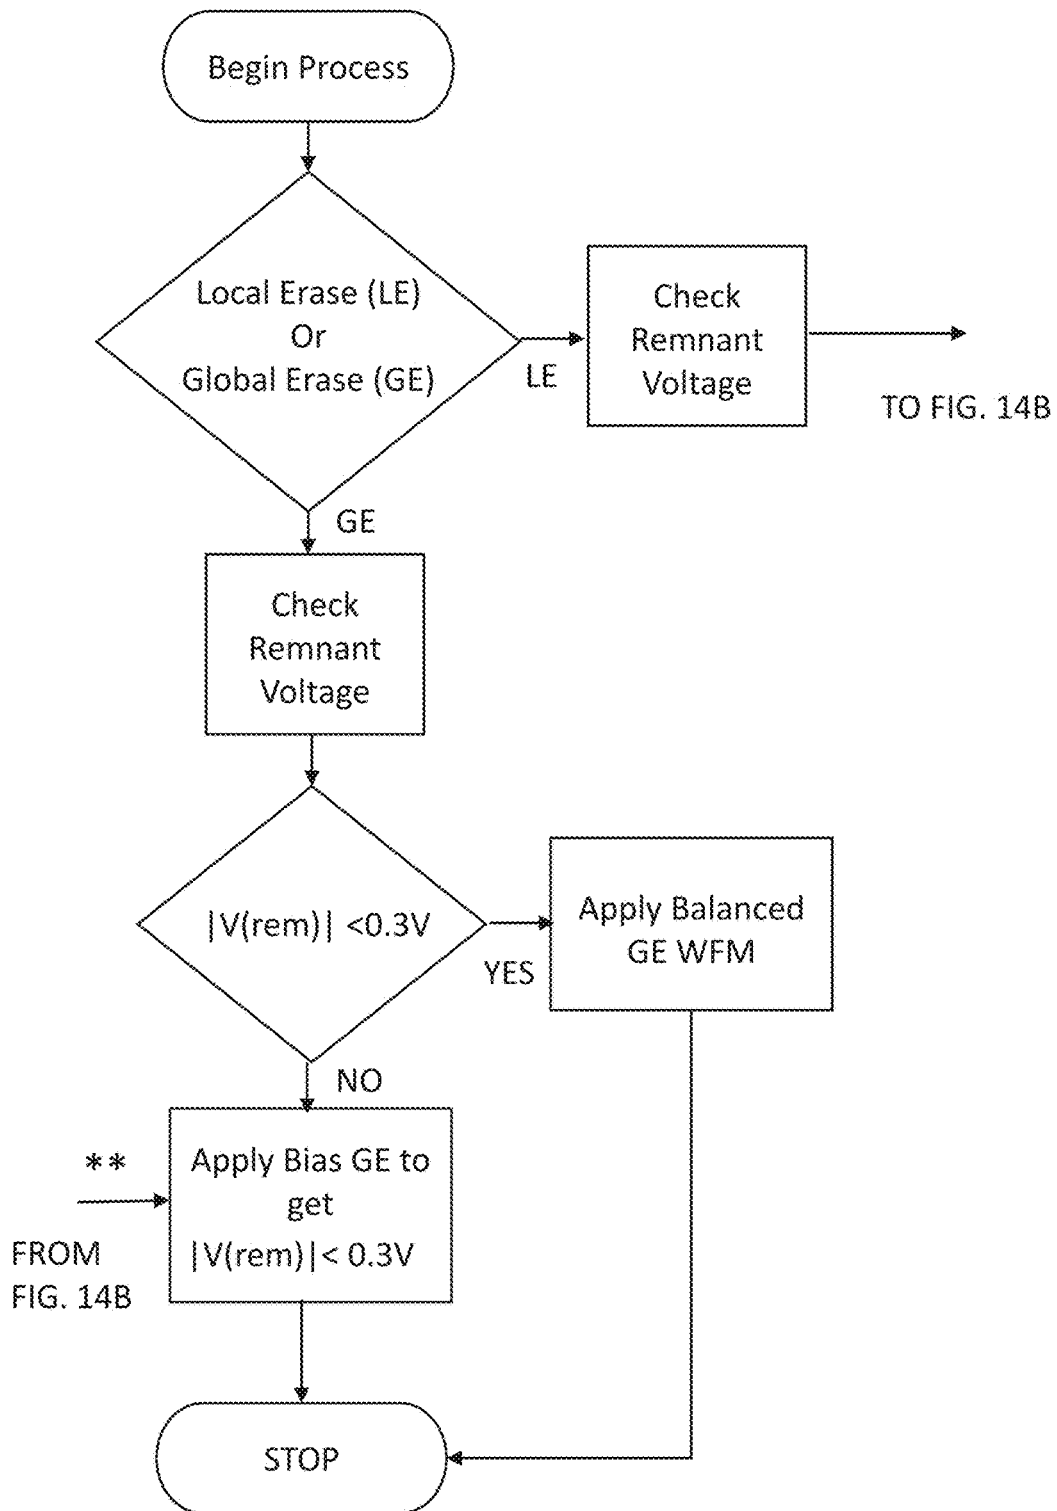 Begin Process
Local Erase (LE)
Or
Global Erase (GE)
LE
Check
Remnant
Voltage
TO FIG. 14B
GE
Check
Remnant
Voltage
|V(rem)| <0.3V
YES
Apply Balanced
GE WFM
NO
**
FROM
FIG. 14B
Apply Bias GE to
get
|V(rem)|< 0.3V
STOP